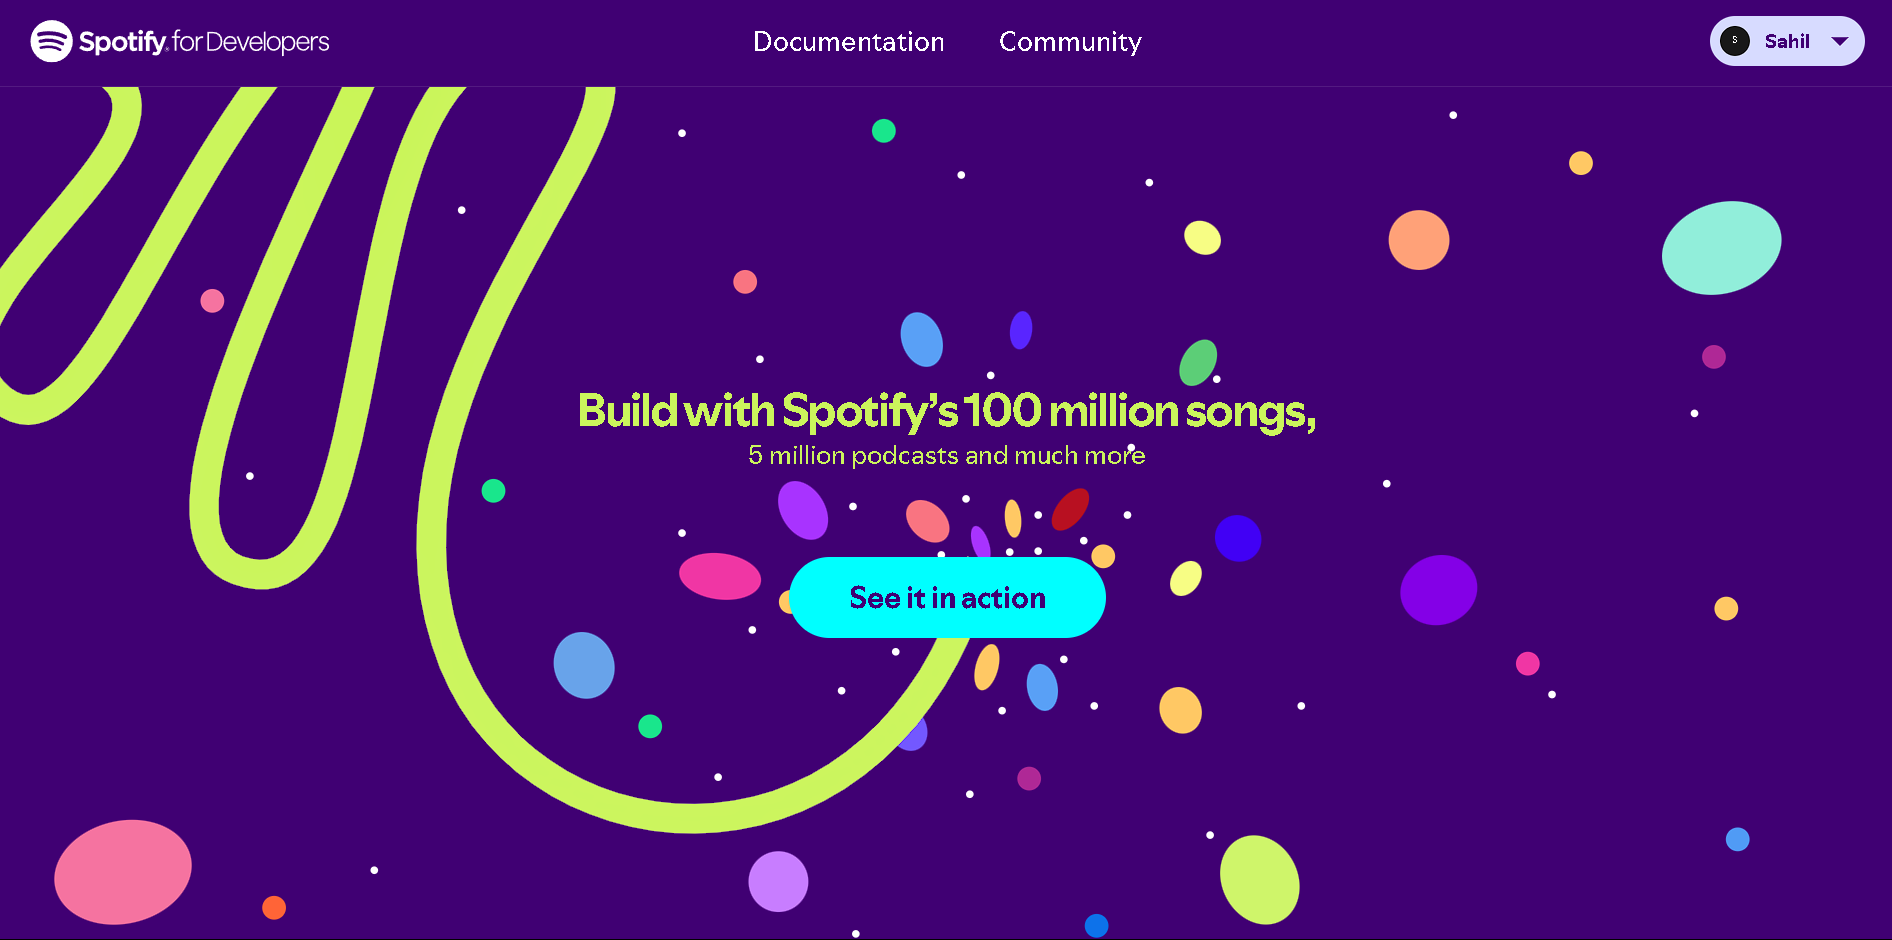 Spotify® for Developers
Documentation
Community
S
Sahil
Build with Spotify’s 100 million songs,
5 million podcasts and much more
See it in action